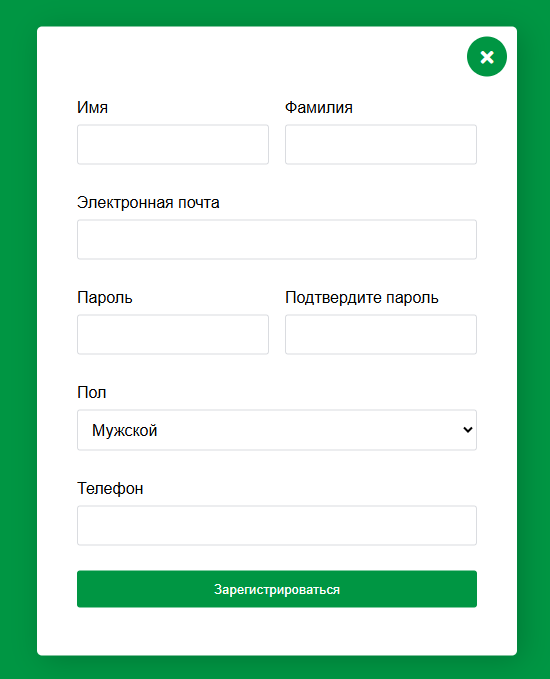 Имя Фамилия
Электронная почта
Пароль Подтвердите пароль
Пол
Мужской
Телефон
Зарегистрироваться